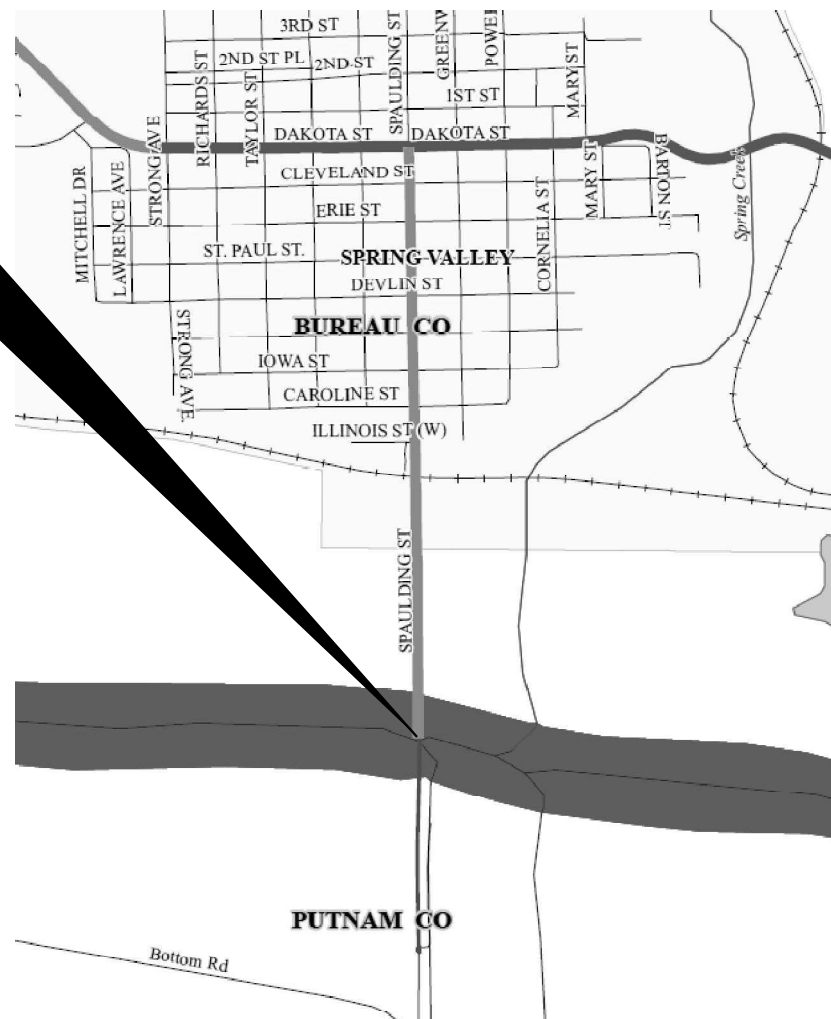 3RD ST
2ND ST PL
2ND ST
SPAULDING ST
GREENW
POWER
RICHARDS ST
TAYLOR ST
1ST ST
MARY ST
STRONG AVE
DAKOTA ST
DAKOTA ST
MITCHELL DR
LAWRENCE AVE
CLEVELAND ST
MARY ST
BARTON ST
Spring Creek
ERIE ST
CORNELIA ST
ST. PAUL ST.
SPRING VALLEY
DEVLIN ST
STRONG AVE.
BUREAU CO
IOWA ST
CAROLINE ST
ILLINOIS ST (W)
SPAULDING ST
PUTNAM CO
Bottom Rd